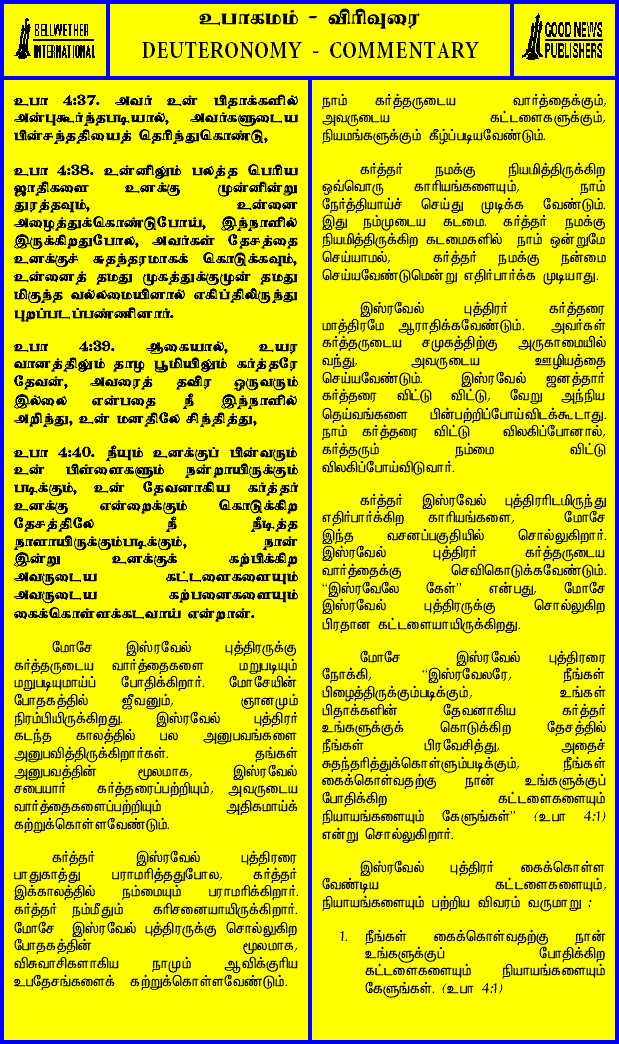 BELLWETHER
INTERNATIONAL
உபாகமம் - விரிவுரை
DEUTERONOMY - COMMENTARY
GOOD NEWS
PUBLISHERS
உபா 4:37. அவர் உன் பிதாக்களில்
அன்புகூர்ந்தபடியால், அவர்களுடைய
பின்சந்ததியைத் தெரிந்துகொண்டு,
உபா 4:38. உன்னிலும் பலத்த பெரிய
ஜாதிகளை உனக்கு முன்னின்று
துரத்தவும், உன்னை
அழைத்துக்கொண்டுபோய், இந்நாளில்
இருக்கிறதுபோல, அவர்கள் தேசத்தை
உனக்குச் சுதந்தரமாகக் கொடுக்கவும்,
உன்னைத் தமது முகத்துக்குமுன் தமது
மிகுந்த வல்லமையினால் எகிப்திலிருந்து
புறப்படப்பண்ணினார்.
உபா 4:39. ஆகையால், உயர
வானத்திலும் தாழ பூமியிலும் கர்த்தரே
தேவன், அவரைத் தவிர ஒருவரும்
இல்லை என்பதை நீ இந்நாளில்
அறிந்து, உன் மனதிலே சிந்தித்து,
உபா 4:40. நீயும் உனக்குப் பின்வரும்
உன் பிள்ளைகளும் நன்றாயிருக்கும்
படிக்கும், உன் தேவனாகிய கர்த்தர்
உனக்கு என்றைக்கும் கொடுக்கிற
தேசத்திலே நீ நீடித்த
நாளாயிருக்கும்படிக்கும், நான்
இன்று உனக்குக் கற்பிக்கிற
அவருடைய கட்டளைகளையும்
அவருடைய கற்பனைகளையும்
கைக்கொள்ளக்கடவாய் என்றான்.
மோசே இஸ்ரவேல் புத்திரருக்கு
கர்த்தருடைய வார்த்தைகளை மறுபடியும்
மறுபடியுமாய்ப் போதிக்கிறார். மோசேயின்
போதகத்தில் ஜீவனும், ஞானமும்
நிரம்பியிருக்கிறது. இஸ்ரவேல் புத்திரர்
கடந்த காலத்தில் பல அனுபவங்களை
அனுபவித்திருக்கிறார்கள். தங்கள்
அனுபவத்தின் மூலமாக, இஸ்ரவேல்
சபையார் கர்த்தரைப்பற்றியும், அவருடைய
வார்த்தைகளைப்பற்றியும் அதிகமாய்க்
கற்றுக்கொள்ளவேண்டும்.
கர்த்தர் இஸ்ரவேல் புத்திரரை
பாதுகாத்து பராமரித்ததுபோல, கர்த்தர்
இக்காலத்தில் நம்மையும் பராமரிக்கிறார்.
கர்த்தர் நம்மீதும் கரிசனையாயிருக்கிறார்.
மோசே இஸ்ரவேல் புத்திரருக்கு சொல்லுகிற
போதகத்தின் மூலமாக,
விசுவாசிகளாகிய நாமும் ஆவிக்குரிய
உபதேசங்களைக் கற்றுக்கொள்ளவேண்டும்.
நாம் கர்த்தருடைய வார்த்தைக்கும்,
அவருடைய கட்டளைகளுக்கும்,
நியமங்களுக்கும் கீழ்ப்படியவேண்டும்.
கர்த்தர் நமக்கு நியமித்திருக்கிற
ஒவ்வொரு காரியங்களையும், நாம்
நேர்த்தியாய்ச் செய்து முடிக்க வேண்டும்.
இது நம்முடைய கடமை. கர்த்தர் நமக்கு
நியமித்திருக்கிற கடமைகளில் நாம் ஒன்றுமே
செய்யாமல், கர்த்தர் நமக்கு நன்மை
செய்யவேண்டுமென்று எதிர்பார்க்க முடியாது.
இஸ்ரவேல் புத்திரர் கர்த்தரை
மாத்திரமே ஆராதிக்கவேண்டும். அவர்கள்
கர்த்தருடைய சமுகத்திற்கு அருகாமையில்
வந்து, அவருடைய ஊழியத்தை
செய்யவேண்டும். இஸ்ரவேல் ஜனத்தார்
கர்த்தரை விட்டு விட்டு, வேறு அந்நிய
தெய்வங்களை பின்பற்றிப்போய்விடக்கூடாது.
நாம் கர்த்தரை விட்டு விலகிப்போனால்,
கர்த்தரும் நம்மை விட்டு
விலகிப்போய்விடுவார்.
கர்த்தர் இஸ்ரவேல் புத்திரரிடமிருந்து
எதிர்பார்க்கிற காரியங்களை, மோசே
இந்த வசனப்பகுதியில் சொல்லுகிறார்.
இஸ்ரவேல் புத்திரர் கர்த்தருடைய
வார்த்தைக்கு செவிகொடுக்கவேண்டும்.
“இஸ்ரவேலே கேள்” என்பது, மோசே
இஸ்ரவேல் புத்திரருக்கு சொல்லுகிற
பிரதான கட்டளையாயிருக்கிறது.
மோசே இஸ்ரவேல் புத்திரரை
நோக்கி, “இஸ்ரவேலரே, நீங்கள்
பிழைத்திருக்கும்படிக்கும், உங்கள்
பிதாக்களின் தேவனாகிய கர்த்தர்
உங்களுக்குக் கொடுக்கிற தேசத்தில்
நீங்கள் பிரவேசித்து, அதைச்
சுதந்தரித்துக்கொள்ளும்படிக்கும், நீங்கள்
கைக்கொள்வதற்கு நான் உங்களுக்குப்
போதிக்கிற கட்டளைகளையும்
நியாயங்களையும் கேளுங்கள்” (உபா 4:1)
என்று சொல்லுகிறார்.
இஸ்ரவேல் புத்திரர் கைக்கொள்ள
வேண்டிய கட்டளைகளையும்,
நியாயங்களையும் பற்றிய விவரம் வருமாறு :
1. நீங்கள் கைக்கொள்வதற்கு நான்
உங்களுக்குப் போதிக்கிற
கட்டளைகளையும் நியாயங்களையும்
கேளுங்கள். (உபா 4:1)